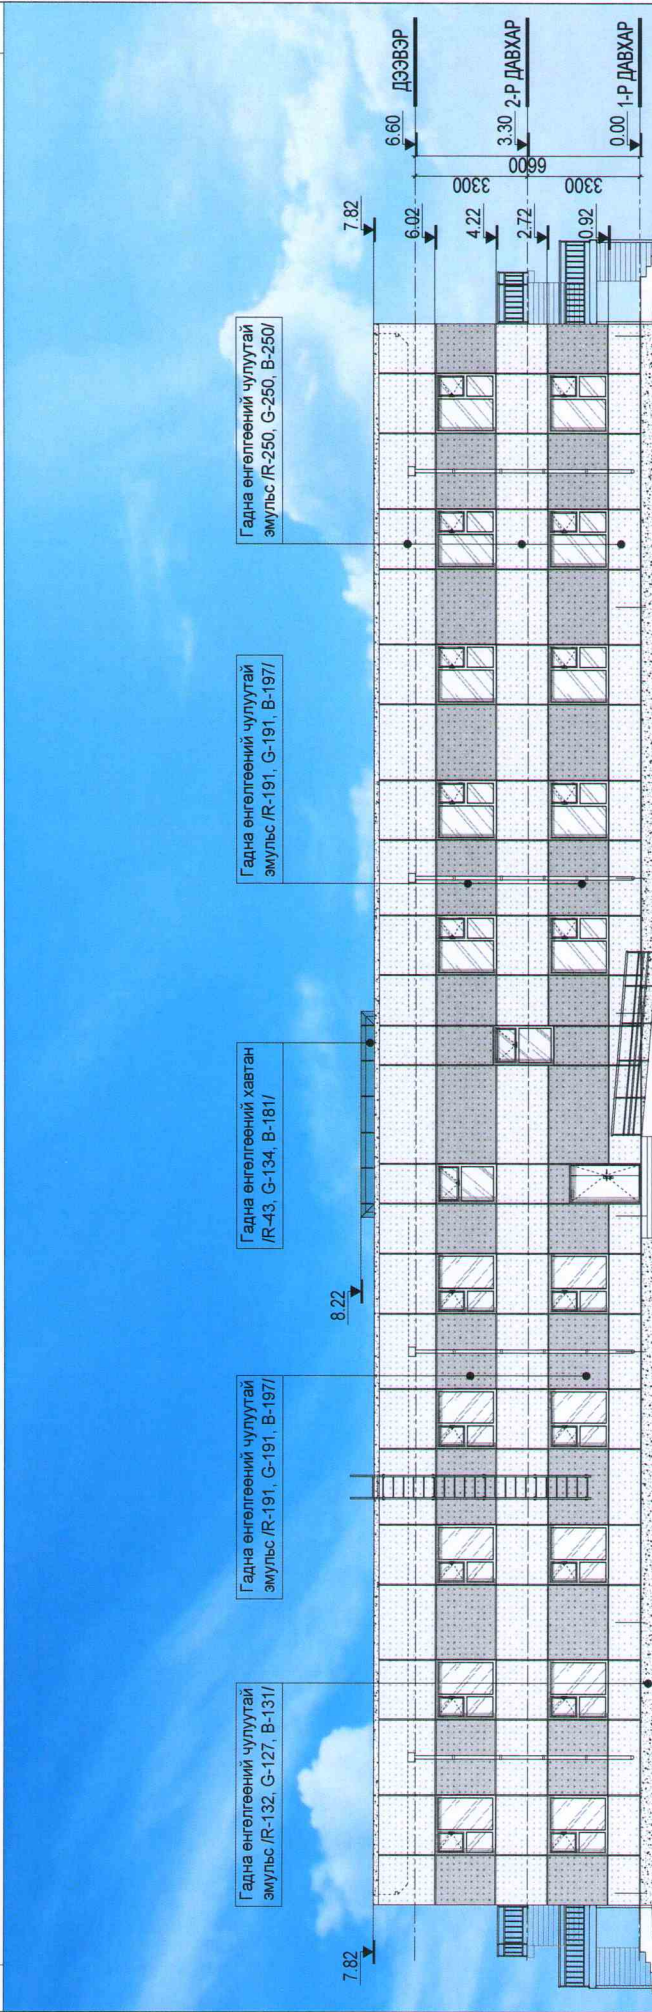 Гадна өнгөлгөөний чулуутай
эмульс /R-132, G-127, B-131/
Гадна өнгөлгөөний чулуутай
эмульс /R-191, G-191, B-197/
Гадна өнгөлгөөний хавтан
/R-43, G-134, B-181/
Гадна өнгөлгөөний чулуутай
эмульс /R-191, G-191, B-197/
Гадна өнгөлгөөний чулуутай
эмульс /R-250, G-250, B-250/
7.82
8.22
7.82
6.02
4.22
2.72
0.92
3300
3300
6600
6.60
ДЭЭВЭР
3.30
2-Р ДАВХАР
0.00
1-Р ДАВХАР